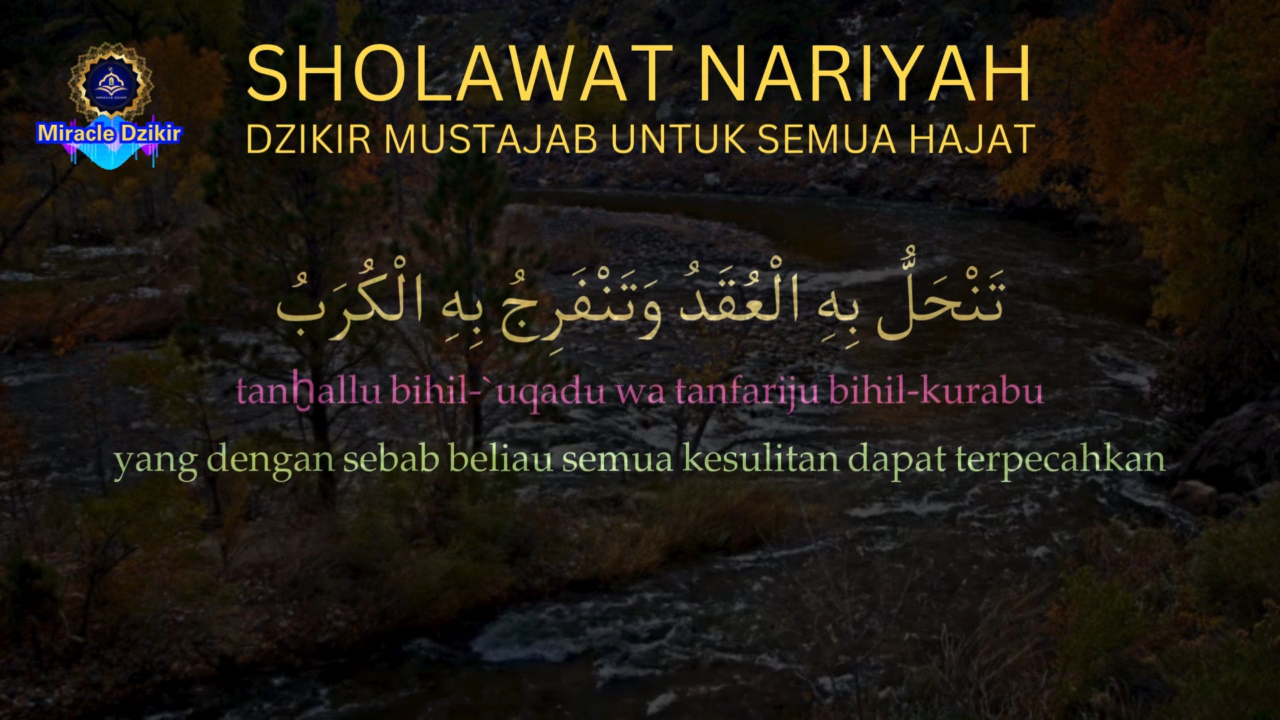 SHOLAWAT NARIYAH
DZIKIR MUSTAJAB UNTUK SEMUA HAJAT
Miracle Dzikir
تَنْحَلُّ بِهِ الْعُقَدُ وَتَنْفَرِجُ بِهِ الْكُرَبُ
tanḫallu bihil-`uqadu wa tanfariju bihil-kurabu
yang dengan sebab beliau semua kesulitan dapat terpecahkan